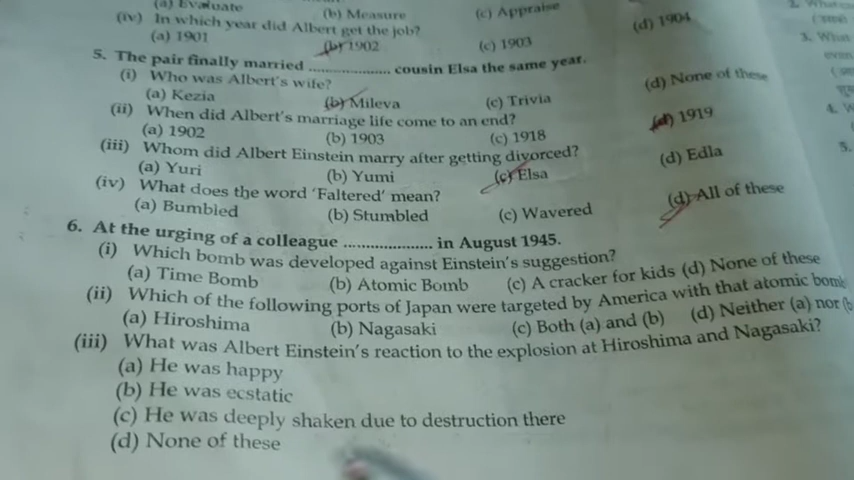 (a) Evaluate (b) Measure (c) Appraise
(iv) In which year did Albert get the job?
(a) 1901 (b) 1902 (c) 1903 (d) 1904
5. The pair finally married .................... cousin Elsa the same year.
(i) Who was Albert's wife?
(a) Kezia (b) Mileva (c) Trivia (d) None of these
(ii) When did Albert's marriage life come to an end?
(a) 1902 (b) 1903 (c) 1918 (d) 1919
(iii) Whom did Albert Einstein marry after getting divorced?
(a) Yuri (b) Yumi (c) Elsa (d) Edla
(iv) What does the word 'Faltered' mean?
(a) Bumbled (b) Stumbled (c) Wavered (d) All of these
6. At the urging of a colleague .................... in August 1945.
(i) Which bomb was developed against Einstein's suggestion?
(a) Time Bomb (b) Atomic Bomb (c) A cracker for kids (d) None of these
(ii) Which of the following ports of Japan were targeted by America with that atomic bomb
(a) Hiroshima (b) Nagasaki (c) Both (a) and (b) (d) Neither (a) nor (b
(iii) What was Albert Einstein's reaction to the explosion at Hiroshima and Nagasaki?
(a) He was happy
(b) He was ecstatic
(c) He was deeply shaken due to destruction there
(d) None of these
3. What
4.
5.